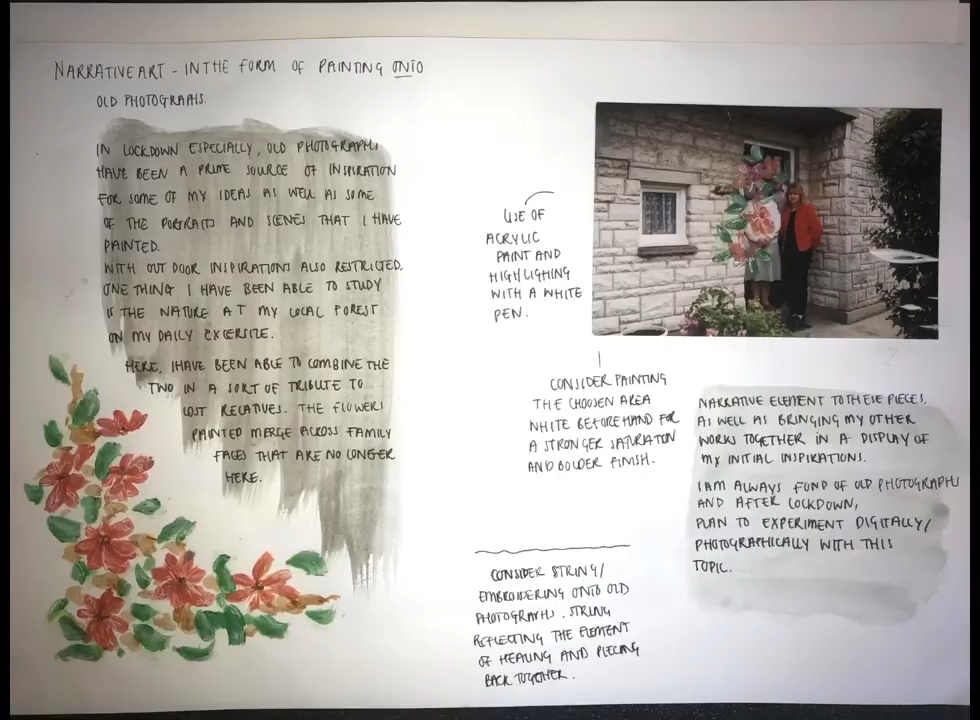 NARRATIVE ART - IN THE FORM OF PAINTING ONTO
OLD PHOTOGRAPHS.
IN LOCKDOWN ESPECIALLY, OLD PHOTOGRAPHS
HAVE BEEN A PRIME SOURCE OF INSPIRATION
FOR SOME OF MY IDEAS AS WELL AS SOME
OF THE PORTRAITS AND SCENES THAT I HAVE
PAINTED.
WITH OUT DOOR INSPIRATIONS ALSO RESTRICTED.
ONE THING I HAVE BEEN ABLE TO STUDY
IS THE NATURE AT MY LOCAL FOREST
ON MY DAILY EXCERSITE.
HERE, I HAVE BEEN ABLE TO COMBINE THE
TWO IN A SORT OF TRIBUTE TO
LOST RELATIVES. THE FLOWERS
PAINTED MERGE ACROSS FAMILY
FACES THAT ARE NO LONGER
HERE.
USE OF
ACRYLIC
PAINT AND
HIGHLIGHING
WITH A WHITE
PEN.
CONSIDER PAINTING
THE CHOOSEN AREA
WHITE BEFOREHAND FOR
A STRONGER SATURATON
AND BOLDER FINISH.
CONSIDER STRING/
EMBROIDERING ONTO OLD
PHOTOGRAPHS. STRING
REFLECTING THE ELEMENT
OF HEALING AND PIECING
BACK TOGETHER.
NARRATIVE ELEMENT TO THESE PIECES,
AS WELL AS BRINGING MY OTHER
WORKS TOGETHER IN A DISPLAY OF
MY INITIAL INSPIRATIONS.
I AM ALWAYS FOND OF OLD PHOTOGRAPHS
AND AFTER LOCKDOWN,
PLAN TO EXPERIMENT DIGITALLY/
PHOTOGRAPHICALLY WITH THIS
TOPIC.